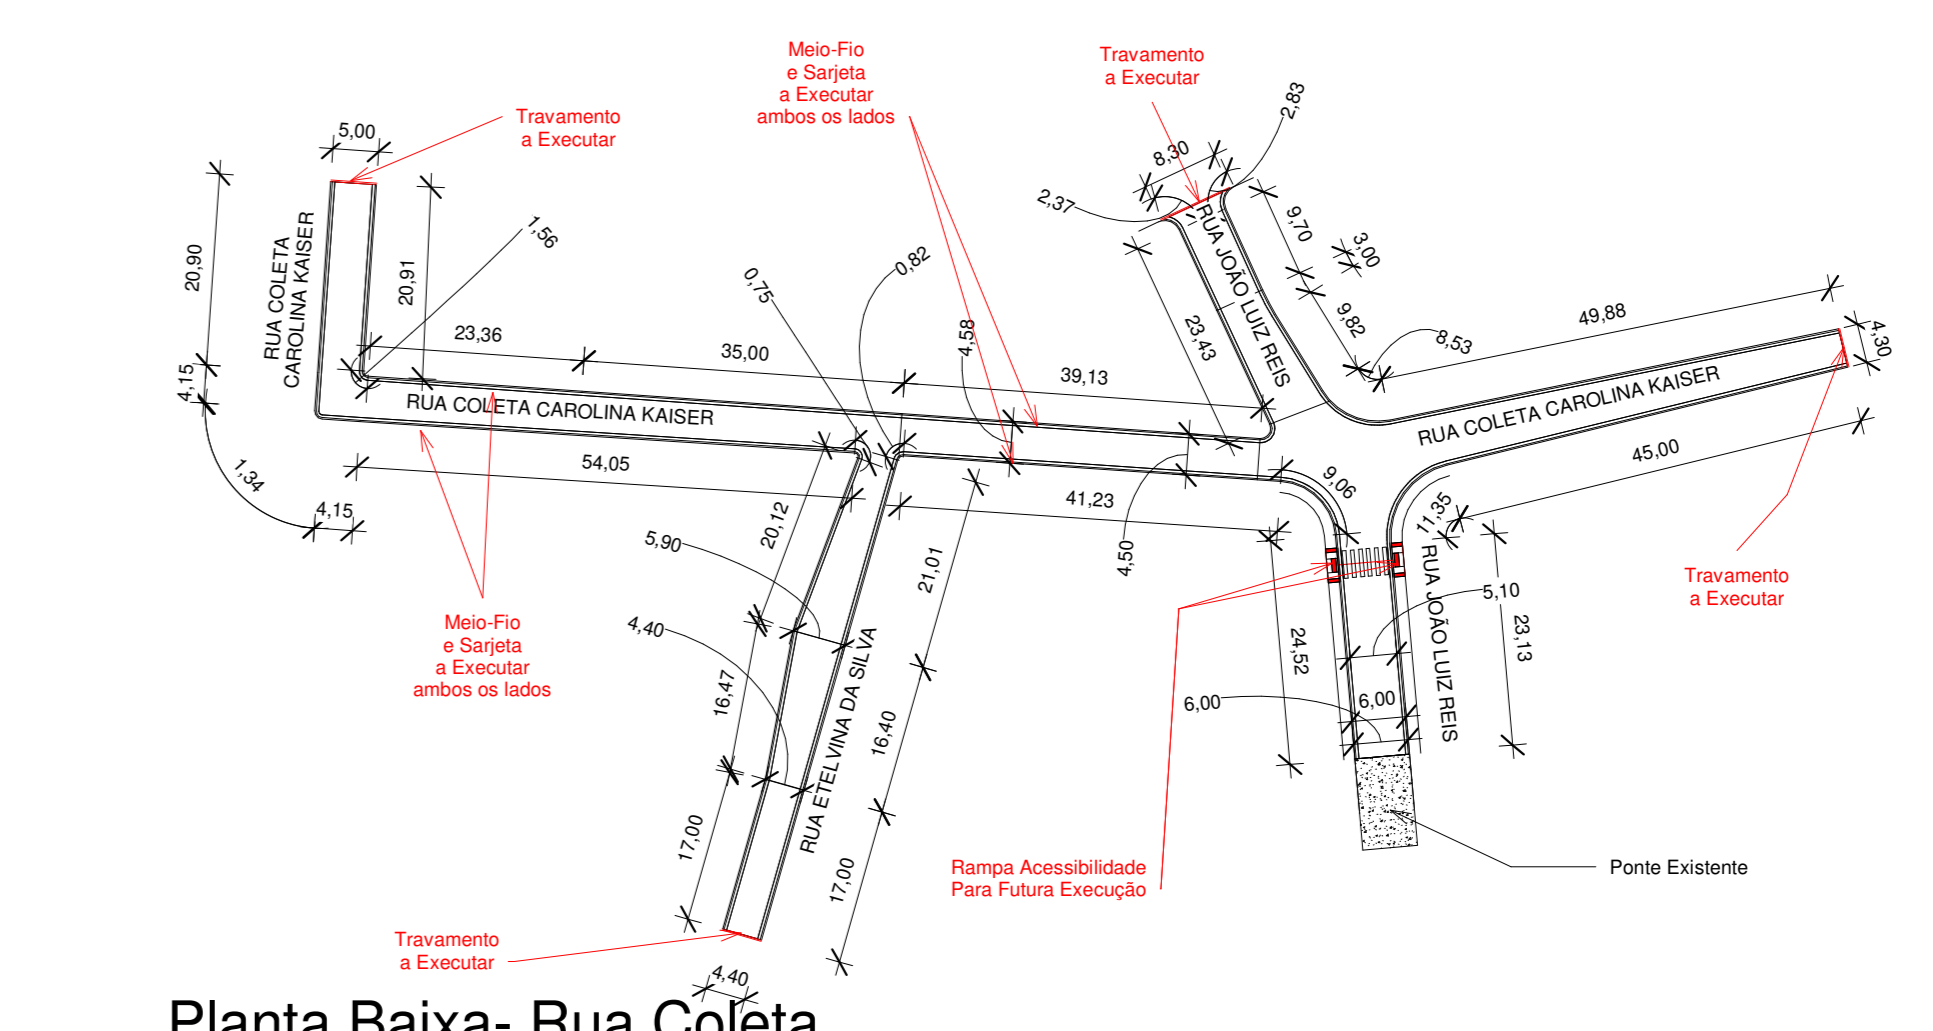 Meio-Fio
e Sarjeta
a Executar
ambos os lados
Travamento
a Executar
Travamento
a Executar
5,00
8,30
2,83
2,37
20,90
20,91
1,56
RUA COLETA
CAROLINA KAISER
4,15
1,34
4,15
23,36
35,00
39,13
0,75
0,82
4,58
RUA COLETA CAROLINA KAISER
54,05
41,23
4,50
23,43
RUA JOÃO LUIZ REIS
9,70
3,00
9,82
8,53
49,88
4,30
RUA COLETA CAROLINA KAISER
45,00
9,06
11,35
RUA JOÃO LUIZ REIS
5,10
23,13
24,52
6,00
6,00
Travamento
a Executar
Meio-Fio
e Sarjeta
a Executar
ambos os lados
20,12
5,90
4,40
21,01
16,47
16,40
RUA ETELVINA DA SILVA
17,00
17,00
Rampa Acessibilidade
Para Futura Execução
Ponte Existente
Travamento
a Executar
4,40
Planta Baixa- Rua Coleta